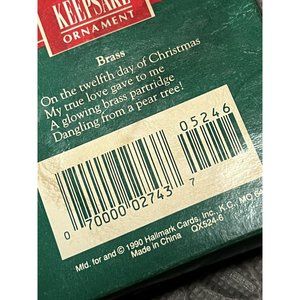 KEEPSAKE
ORNAMENT
Brass
On the twelfth day of Christmas
My true love gave to me
A glowing brass partridge
Dangling from a pear tree!
05246
0 70000 02743 7
Mfd. for and © 1990 Hallmark Cards, Inc., K.C., MO
Made in China
QX524-6